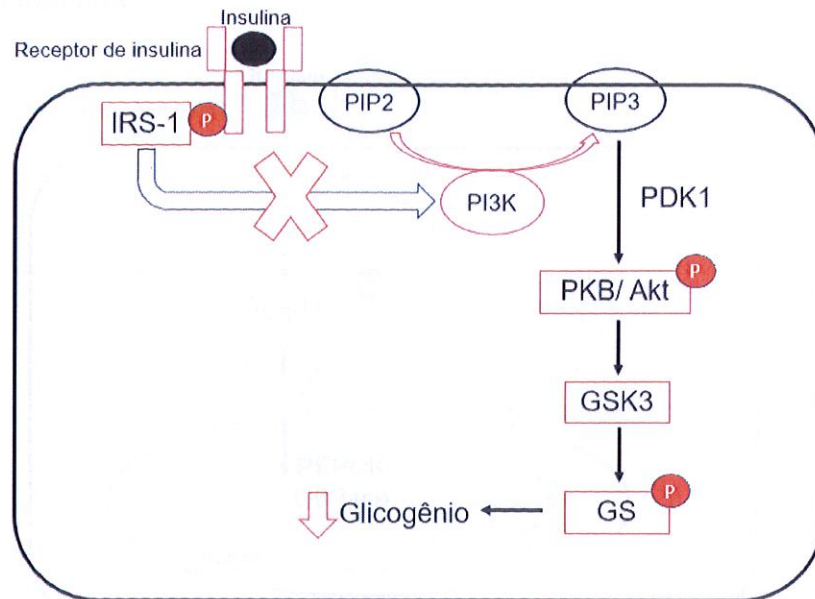 Insulina
Receptor de insulina
IRS-1
P
PIP2
PIP3
PI3K
PDK1
PKB/ Akt
P
GSK3
GS
P
Glicogênio